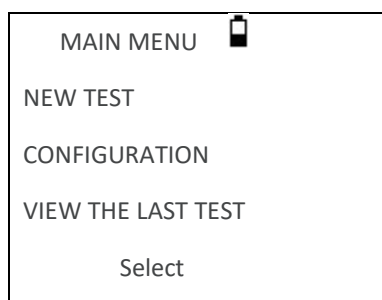 MAIN MENU
NEW TEST
CONFIGURATION
VIEW THE LAST TEST
Select